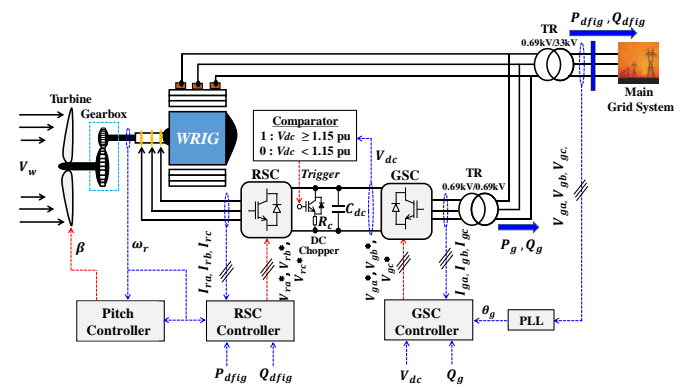 P_dfig , Q_dfig
TR
0.69kV/33kV
Main
Grid System
Turbine
Gearbox
V_w
WRIG
Comparator
1 : V_dc ≥ 1.15 pu
0 : V_dc < 1.15 pu
V_dc
RSC
Trigger
GSC
TR
0.69kV/0.69kV
R_c
C_dc
DC
Chopper
P_g , Q_g
V_ga, V_gb, V_gc,
β
ω_r
I_ra, I_rb, I_rc
V_ra*, V_rb*,
V_rc*
V_ga*, V_gb*,
V_gc*
I_ga, I_gb, I_gc
Pitch
Controller
RSC
Controller
GSC
Controller
θ_g
PLL
P_dfig
Q_dfig
V_dc
Q_g